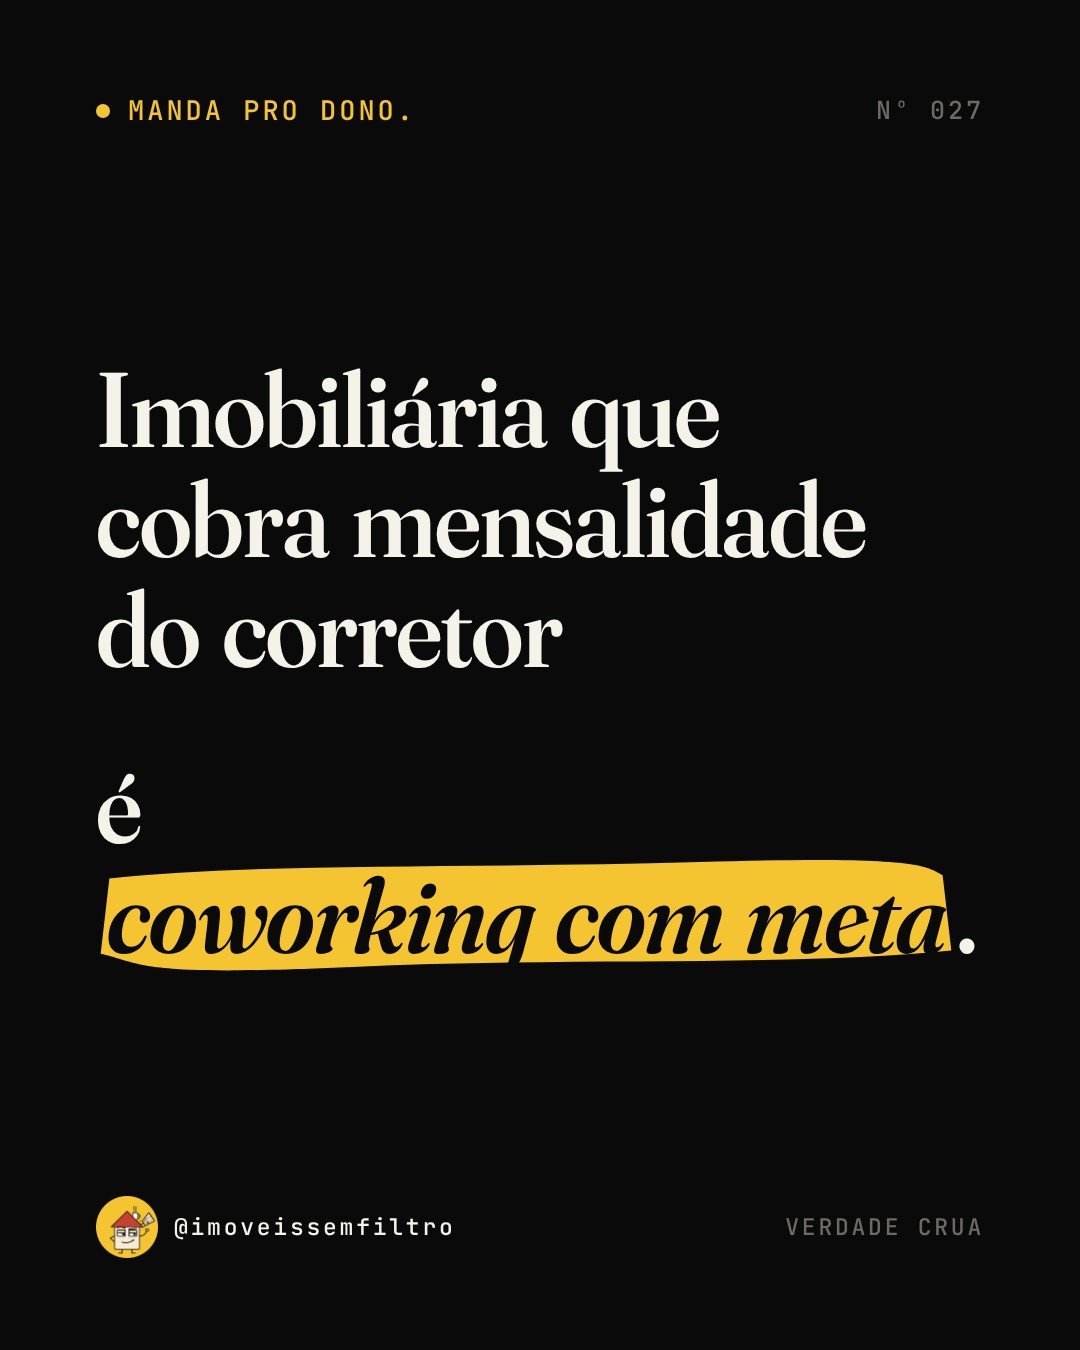 MANDA PRO DONO.
Nº 027
Imobiliária que
cobra mensalidade
do corretor
é
coworking com meta.
@imoveissemfiltro
VERDADE CRUA